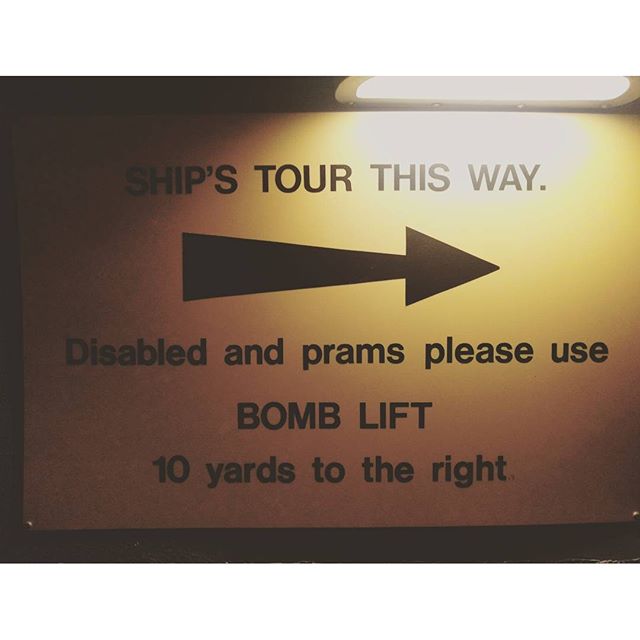 SHIP'S TOUR THIS WAY.
Disabled and prams please use
BOMB LIFT
10 yards to the right